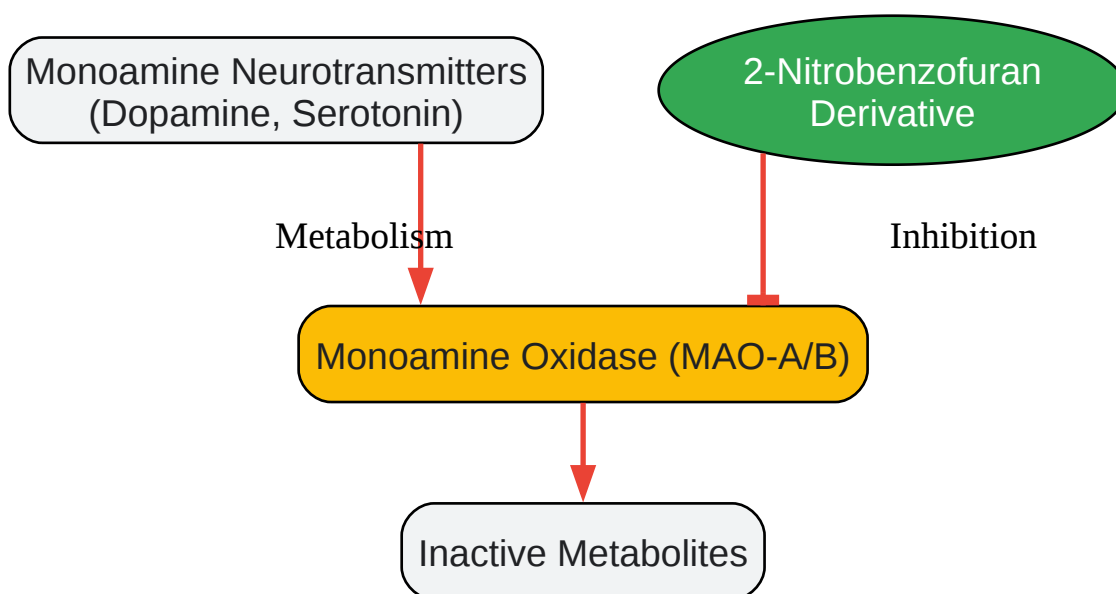 Monoamine Neurotransmitters
(Dopamine, Serotonin)
2-Nitrobenzofuran
Derivative
Metabolism
Inhibition
Monoamine Oxidase (MAO-A/B)
Inactive Metabolites